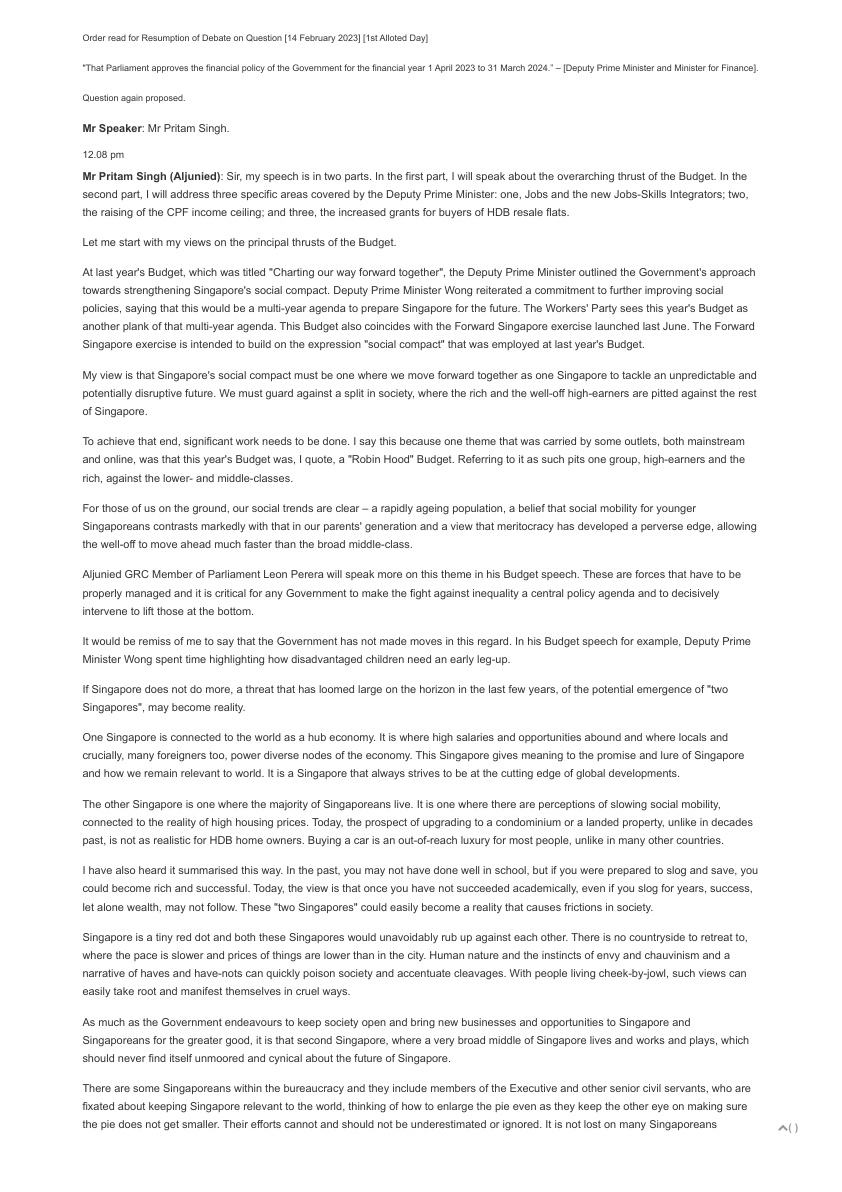 Order read for Resumption of Debate on Question [14 February 2023] [1st Alloted Day]
"That Parliament approves the financial policy of the Government for the financial year 1 April 2023 to 31 March 2024." – [Deputy Prime Minister and Minister for Finance].
Question again proposed.
Mr Speaker: Mr Pritam Singh.
12.08 pm
Mr Pritam Singh (Aljunied): Sir, my speech is in two parts. In the first part, I will speak about the overarching thrust of the Budget. In the
second part, I will address three specific areas covered by the Deputy Prime Minister: one, Jobs and the new Jobs-Skills Integrators; two,
the raising of the CPF income ceiling; and three, the increased grants for buyers of HDB resale flats.
Let me start with my views on the principal thrusts of the Budget.
At last year's Budget, which was titled "Charting our way forward together", the Deputy Prime Minister outlined the Government's approach
towards strengthening Singapore's social compact. Deputy Prime Minister Wong reiterated a commitment to further improving social
policies, saying that this would be a multi-year agenda to prepare Singapore for the future. The Workers' Party sees this year's Budget as
another plank of that multi-year agenda. This Budget also coincides with the Forward Singapore exercise launched last June. The Forward
Singapore exercise is intended to build on the expression "social compact" that was employed at last year's Budget.
My view is that Singapore's social compact must be one where we move forward together as one Singapore to tackle an unpredictable and
potentially disruptive future. We must guard against a split in society, where the rich and the well-off high-earners are pitted against the rest
of Singapore.
To achieve that end, significant work needs to be done. I say this because one theme that was carried by some outlets, both mainstream
and online, was that this year's Budget was, I quote, a "Robin Hood" Budget. Referring to it as such pits one group, high-earners and the
rich, against the lower- and middle-classes.
For those of us on the ground, our social trends are clear – a rapidly ageing population, a belief that social mobility for younger
Singaporeans contrasts markedly with that in our parents' generation and a view that meritocracy has developed a perverse edge, allowing
the well-off to move ahead much faster than the broad middle-class.
Aljunied GRC Member of Parliament Leon Perera will speak more on this theme in his Budget speech. These are forces that have to be
properly managed and it is critical for any Government to make the fight against inequality a central policy agenda and to decisively
intervene to lift those at the bottom.
It would be remiss of me to say that the Government has not made moves in this regard. In his Budget speech for example, Deputy Prime
Minister Wong spent time highlighting how disadvantaged children need an early leg-up.
If Singapore does not do more, a threat that has loomed large on the horizon in the last few years, of the potential emergence of "two
Singapores", may become reality.
One Singapore is connected to the world as a hub economy. It is where high salaries and opportunities abound and where locals and
crucially, many foreigners too, power diverse nodes of the economy. This Singapore gives meaning to the promise and lure of Singapore
and how we remain relevant to world. It is a Singapore that always strives to be at the cutting edge of global developments.
The other Singapore is one where the majority of Singaporeans live. It is one where there are perceptions of slowing social mobility,
connected to the reality of high housing prices. Today, the prospect of upgrading to a condominium or a landed property, unlike in decades
past, is not as realistic for HDB home owners. Buying a car is an out-of-reach luxury for most people, unlike in many other countries.
I have also heard it summarised this way. In the past, you may not have done well in school, but if you were prepared to slog and save, you
could become rich and successful. Today, the view is that once you have not succeeded academically, even if you slog for years, success,
let alone wealth, may not follow. These "two Singapores" could easily become a reality that causes frictions in society.
Singapore is a tiny red dot and both these Singapores would unavoidably rub up against each other. There is no countryside to retreat to,
where the pace is slower and prices of things are lower than in the city. Human nature and the instincts of envy and chauvinism and a
narrative of haves and have-nots can quickly poison society and accentuate cleavages. With people living cheek-by-jowl, such views can
easily take root and manifest themselves in cruel ways.
As much as the Government endeavours to keep society open and bring new businesses and opportunities to Singapore and
Singaporeans for the greater good, it is that second Singapore, where a very broad middle of Singapore lives and works and plays, which
should never find itself unmoored and cynical about the future of Singapore.
There are some Singaporeans within the bureaucracy and they include members of the Executive and other senior civil servants, who are
fixated about keeping Singapore relevant to the world, thinking of how to enlarge the pie even as they keep the other eye on making sure
the pie does not get smaller. Their efforts cannot and should not be underestimated or ignored. It is not lost on many Singaporeans
( )